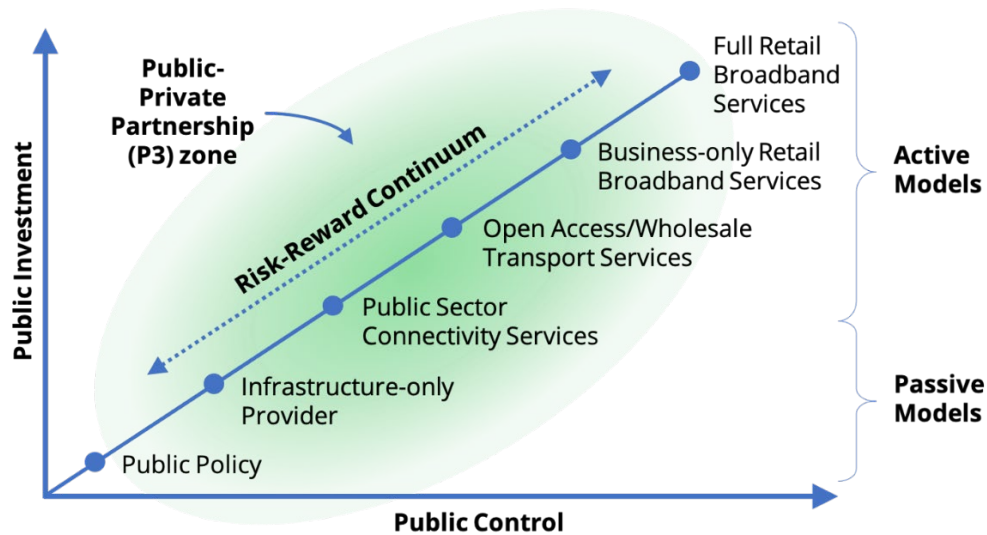 Public-
Private
Partnership
(P3) zone
Risk-Reward Continuum
Full Retail
Broadband
Services
Business-only Retail
Broadband Services
Open Access/Wholesale
Transport Services
Public Sector
Connectivity Services
Infrastructure-only
Provider
Public Policy
Active
Models
Passive
Models
Public Investment
Public Control